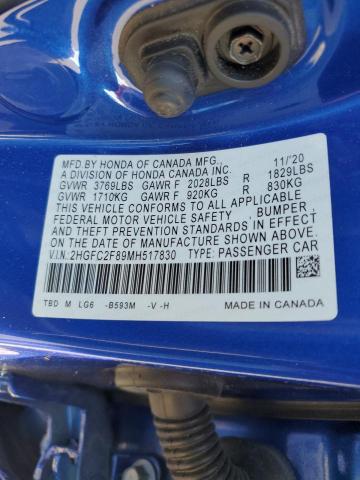 MFD.BY HONDA OF CANADA MFG., 11/'20
A DIVISION OF HONDA CANADA INC.
GVWR 3769LBS GAWR F 2028LBS R 1829LBS
GVWR 1710KG GAWR F 920KG R 830KG
THIS VEHICLE CONFORMS TO ALL APPLICABLE
FEDERAL MOTOR VEHICLE SAFETY , BUMPER,
AND THEFT PREVENTION STANDARDS IN EFFECT
ON THE DATE OF MANUFACTURE SHOWN ABOVE.
V.I.N.:2HGFC2F89MH517830 TYPE: PASSENGER CAR
TBD M LG6 -B593M -V -H MADE IN CANADA